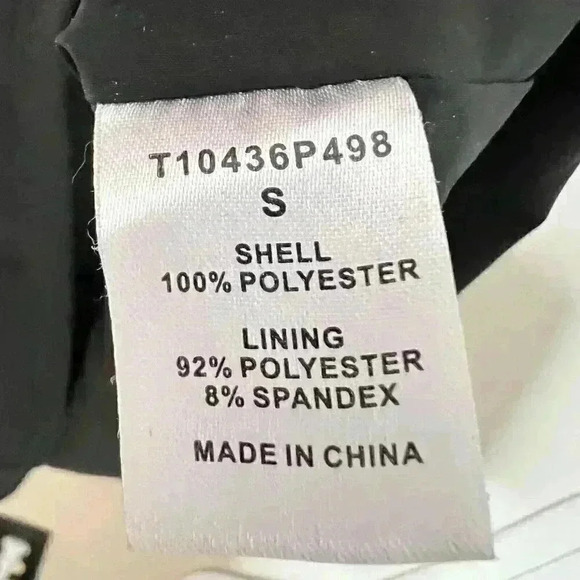 T10436P498
S
SHELL
100% POLYESTER
LINING
92% POLYESTER
8% SPANDEX
MADE IN CHINA